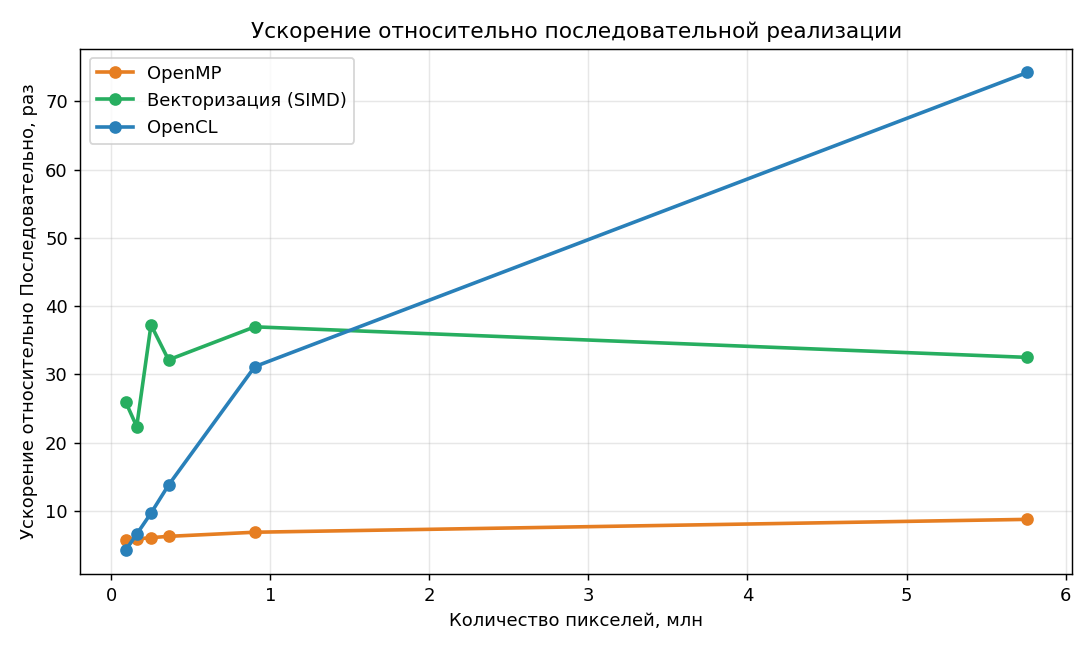 Ускорение относительно последовательной реализации
OpenMP
Векторизация (SIMD)
OpenCL
Ускорение относительно Последовательно, раз
70
60
50
40
30
20
10
0 1 2 3 4 5 6
Количество пикселей, млн